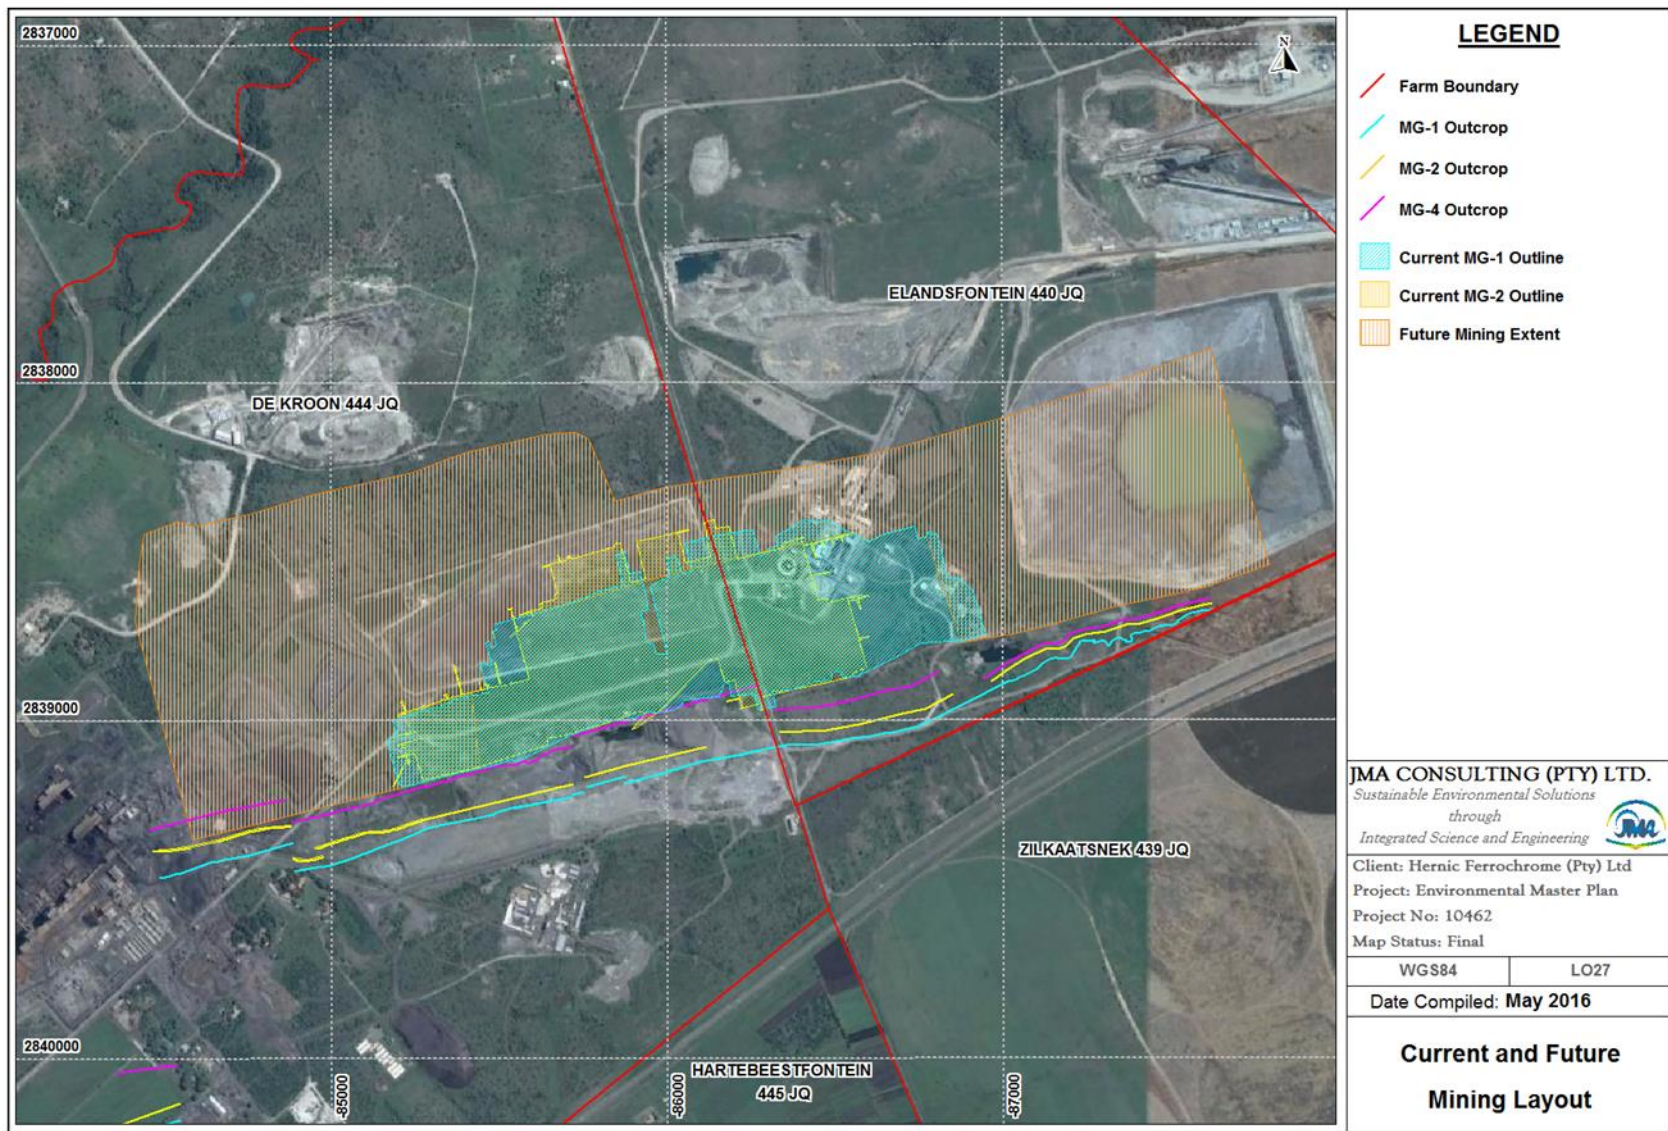 2837000
N
ELANDSFONTEIN 440 JQ
2838000
DE KROON 444 JQ
2839000
ZILKAATSNEK 439 JQ
2840000
-85000
-86000
-87000
HARTEBEESTFONTEIN
445 JQ
LEGEND
Farm Boundary
MG-1 Outcrop
MG-2 Outcrop
MG-4 Outcrop
Current MG-1 Outline
Current MG-2 Outline
Future Mining Extent
JMA CONSULTING (PTY) LTD.
Sustainable Environmental Solutions
through
Integrated Science and Engineering
JMA
Client: Hernic Ferrochrome (Pty) Ltd
Project: Environmental Master Plan
Project No: 10462
Map Status: Final
WGS84 LO27
Date Compiled: May 2016
Current and Future
Mining Layout